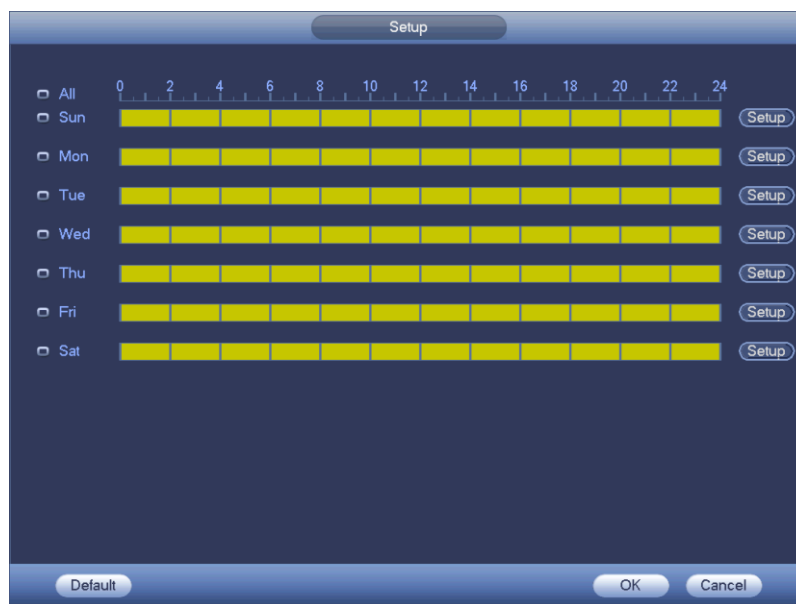 Setup
All 0 2 4 6 8 10 12 14 16 18 20 22 24
Sun Setup
Mon Setup
Tue Setup
Wed Setup
Thu Setup
Fri Setup
Sat Setup
Default OK Cancel